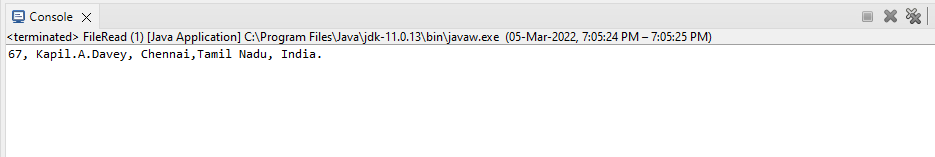 Console
<terminated> FileRead (1) [Java Application] C:\Program Files\Java\jdk-11.0.13\bin\javaw.exe (05-Mar-2022, 7:05:24 PM – 7:05:25 PM)
67, Kapil.A.Davey, Chennai,Tamil Nadu, India.